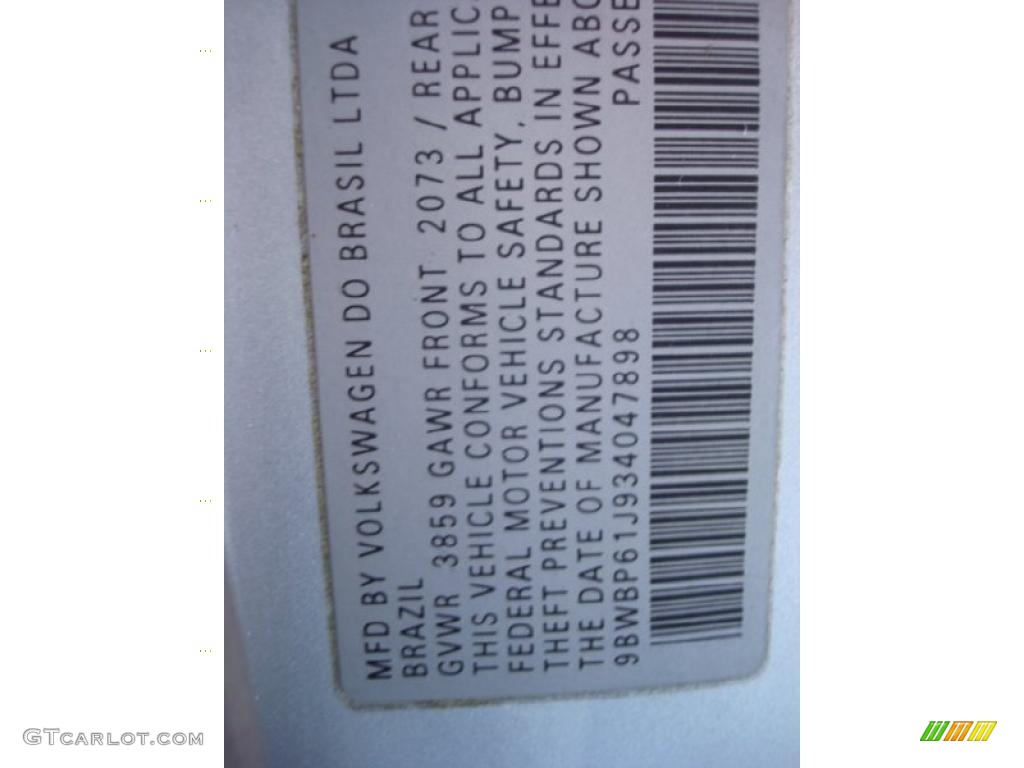 MFD BY VOLKSWAGEN DO BRASIL LTDA
BRAZIL
GVWR 3859 GAWR FRONT 2073 / REAR
THIS VEHICLE CONFORMS TO ALL APPLIC
FEDERAL MOTOR VEHICLE SAFETY, BUMP
THEFT PREVENTIONS STANDARDS IN EFFE
THE DATE OF MANUFACTURE SHOWN ABO
9BWBP61J934047898 PASSE
GTCARLOT.COM